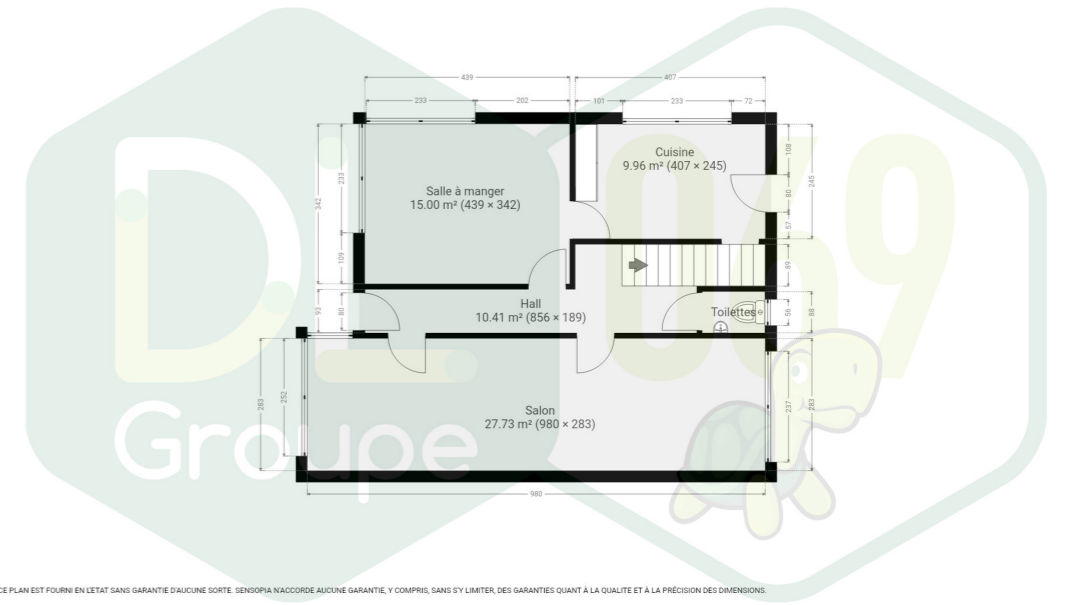 439
407
233
202
101
233
72
Cuisine
9.96 m² (407 × 245)
Salle à manger
15.00 m² (439 × 342)
342
233
109
108
80
57
245
89
Hall
10.41 m² (856 × 189)
Toilettes
93
80
56
88
Salon
27.73 m² (980 × 283)
283
252
237
283
980
DL
069
Groupe
CE PLAN EST FOURNI EN L'ETAT SANS GARANTIE D'AUCUNE SORTE. SENSOPIA N'ACCORDE AUCUNE GARANTIE, Y COMPRIS, SANS S'Y LIMITER, DES GARANTIES QUANT À LA QUALITE ET À LA PRÉCISION DES DIMENSIONS.